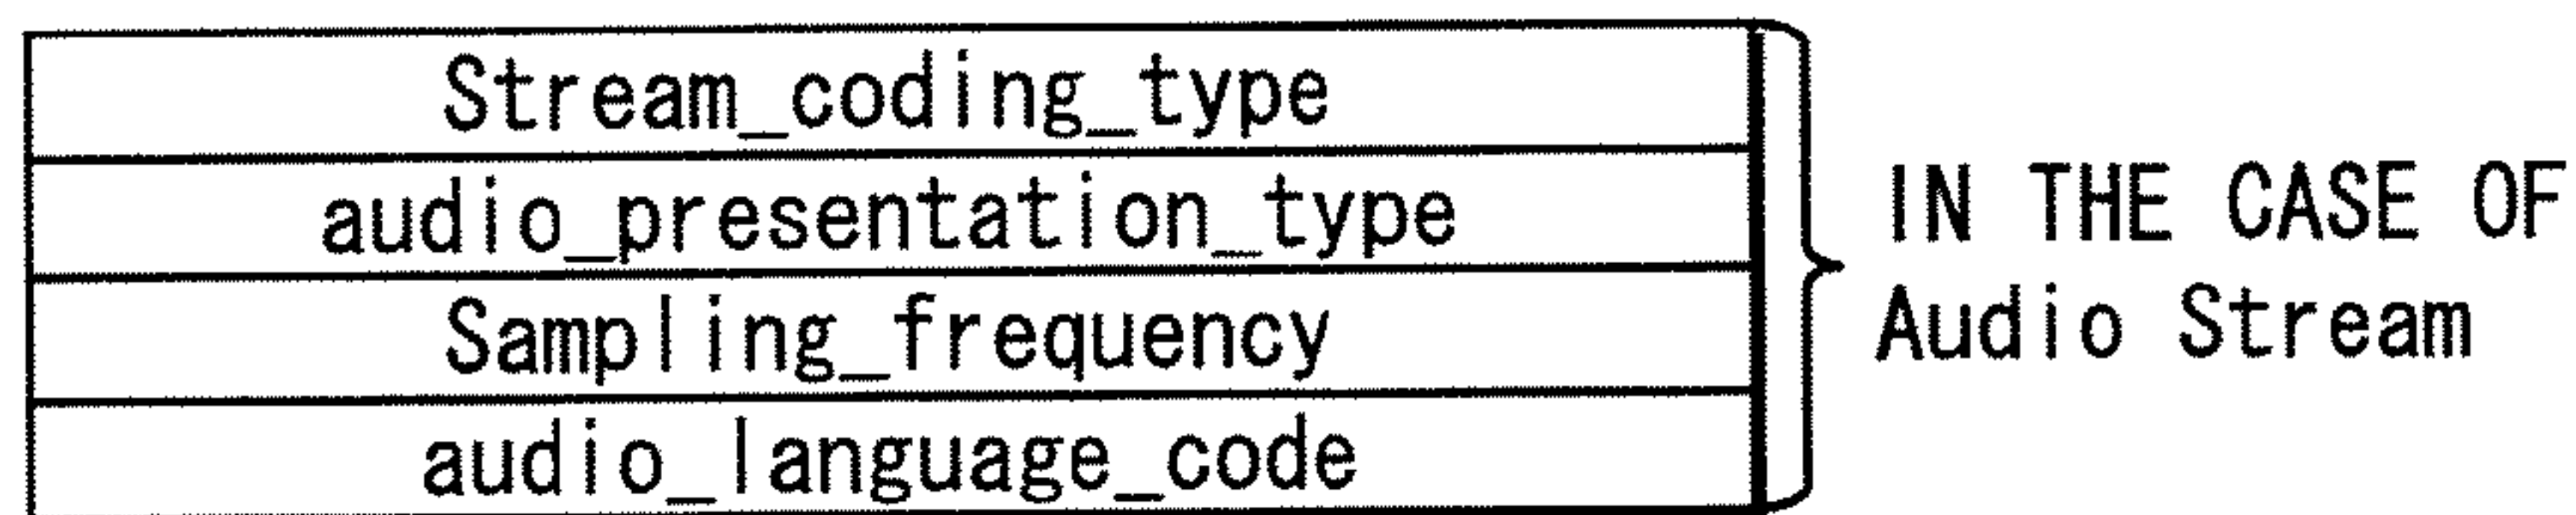 Stream_coding_type
audio_presentation_type
Sampling_frequency
audio_language_code
IN THE CASE OF
Audio Stream